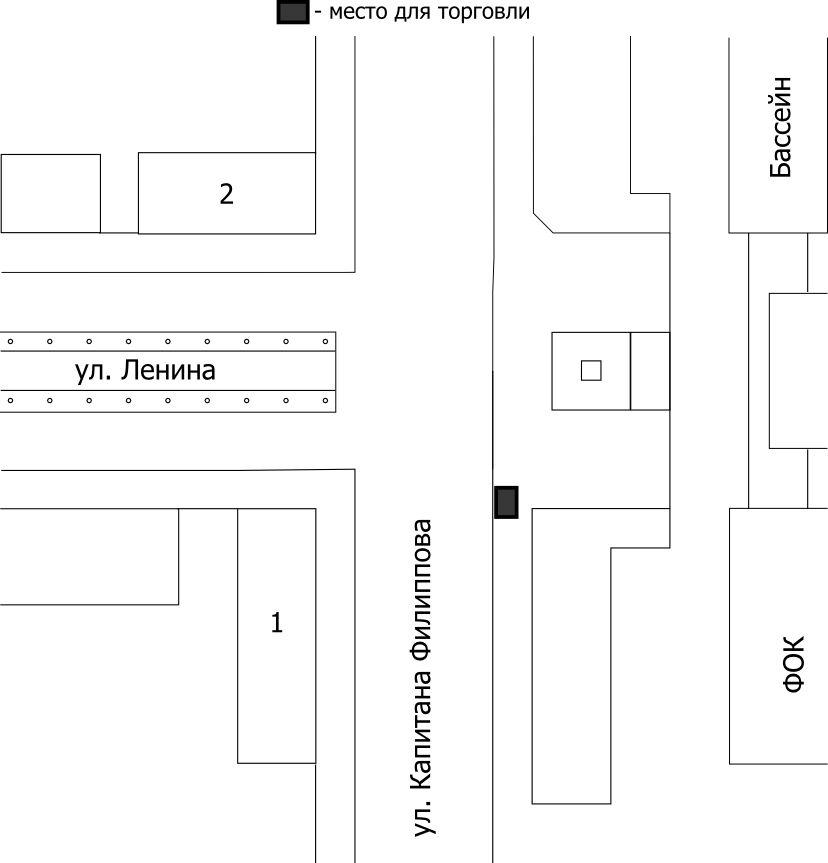 - место для торговли
Бассейн
2
ул. Ленина
ул. Капитана Филиппова
1
ФОК